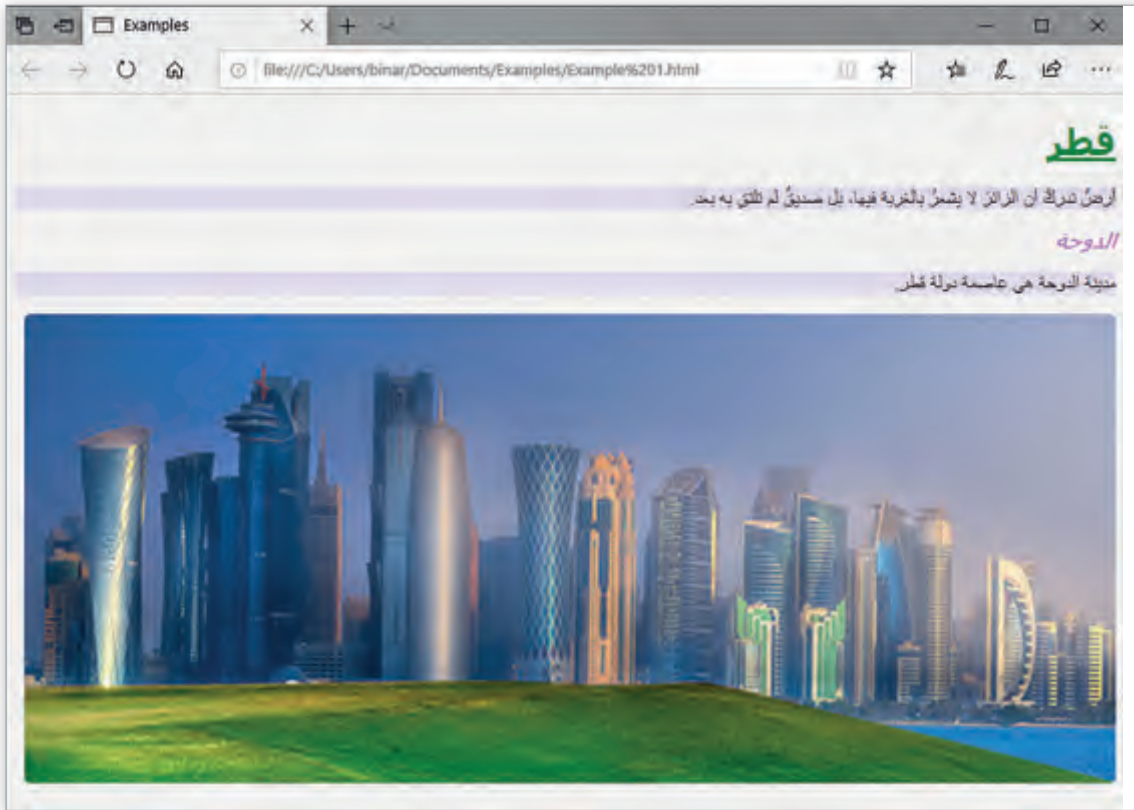 Examples
file:///C:/Users/binar/Documents/Examples/Example%201.html
قطر
أرضٌ تدركُ أن الزائرَ لا يشعرُ بالغربة فيها، بل صديقٌ لم تلتقِ به بعد.
الدوحة
مدينة الدوحة هي عاصمة دولة قطر.